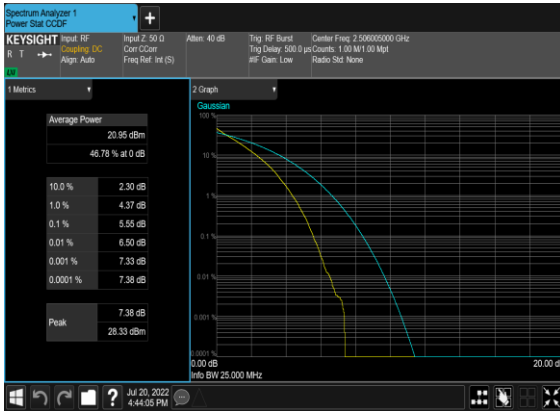 Spectrum Analyzer 1
Power Stat CCDF
KEYSIGHT
R T
LXI
Input: RF
Coupling: DC
Align: Auto
Input Z: 50 Ω
Corr CCorr
Freq Ref: Int (S)
Atten: 40 dB
Trig: RF Burst
Trig Delay: 500.0 µs
#IF Gain: Low
Center Freq: 2.506005000 GHz
Counts: 1.00 M/1.00 Mpt
Radio Std: None
1 Metrics
Average Power
20.95 dBm
46.78 % at 0 dB
10.0 % 2.30 dB
1.0 % 4.37 dB
0.1 % 5.55 dB
0.01 % 6.50 dB
0.001 % 7.33 dB
0.0001 % 7.38 dB
Peak
7.38 dB
28.33 dBm
2 Graph
Gaussian
100 %
10 %
1 %
0.1 %
0.01 %
0.001 %
0.0001 %
0.00 dB
20.00 d
Info BW 25.000 MHz
?
Jul 20, 2022
4:44:05 PM